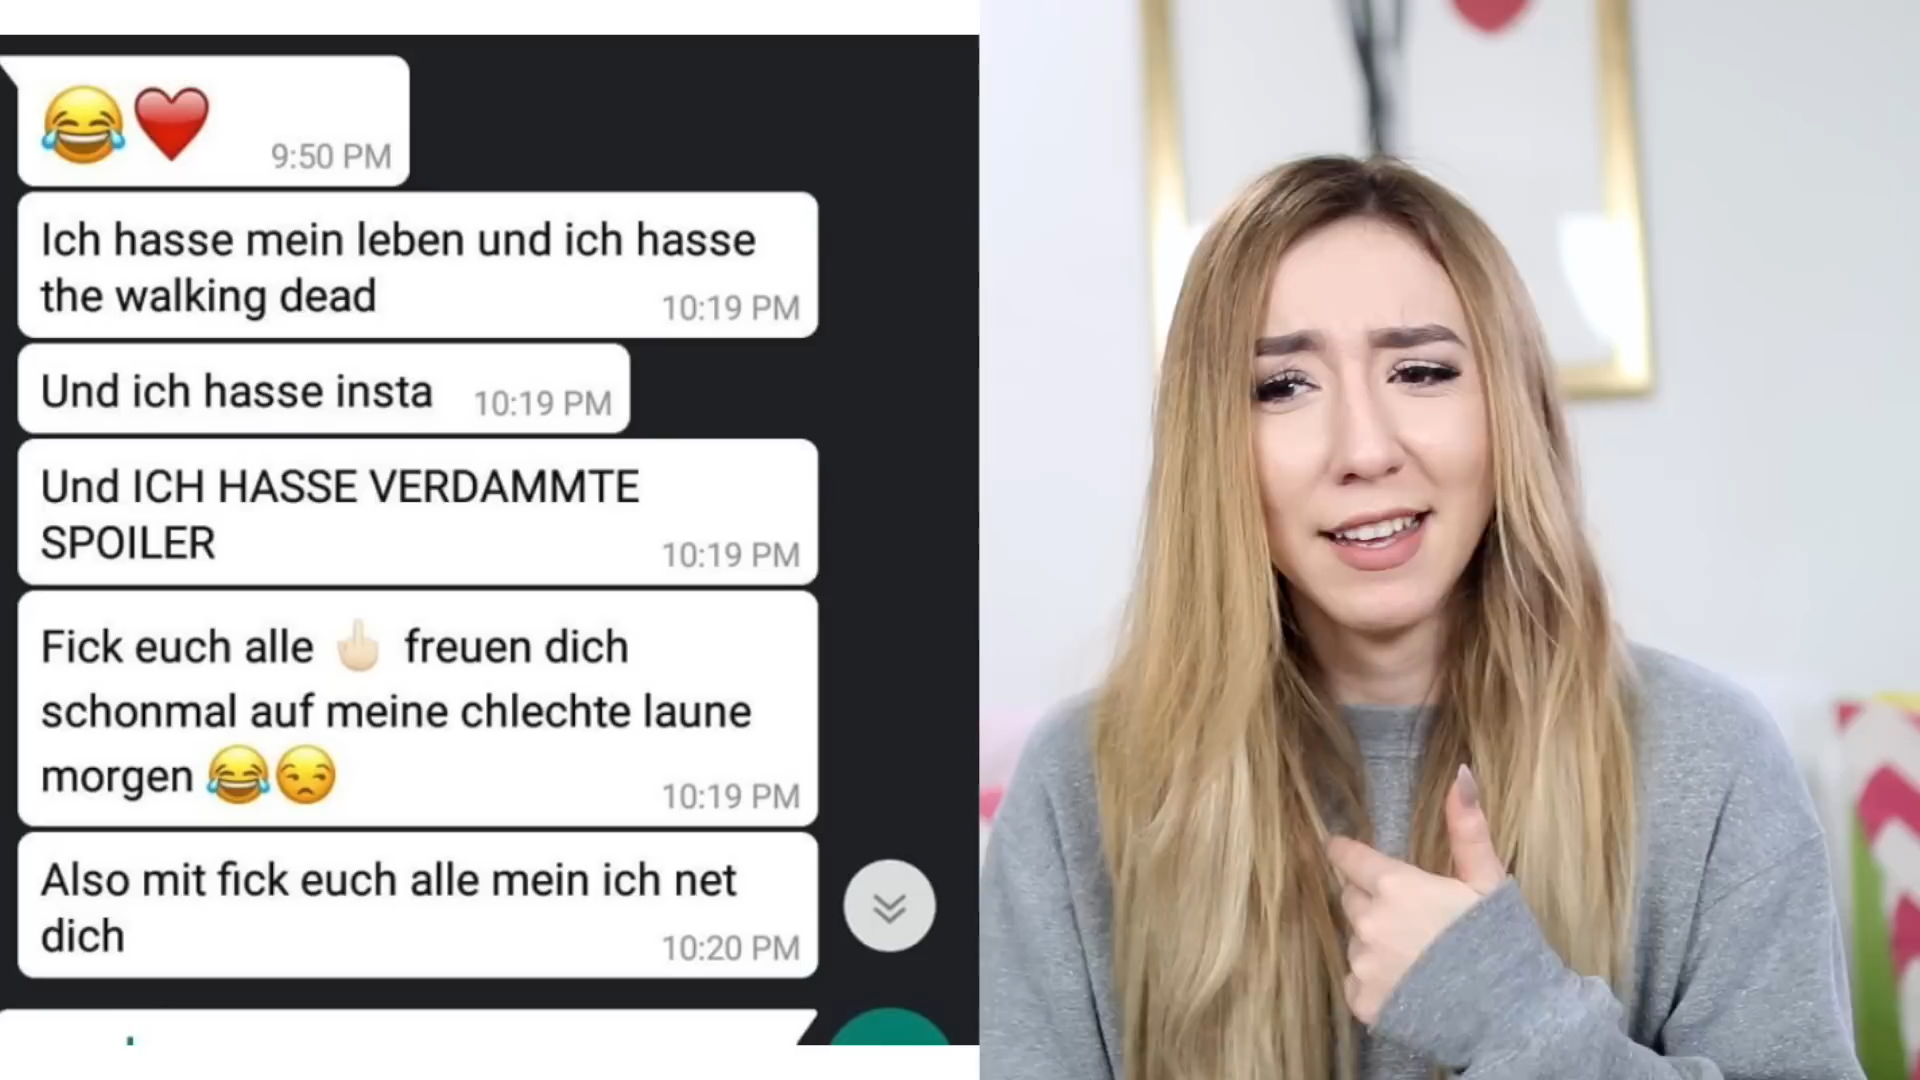 😂❤️ 9:50 PM
Ich hasse mein leben und ich hasse
the walking dead 10:19 PM
Und ich hasse insta 10:19 PM
Und ICH HASSE VERDAMMTE
SPOILER 10:19 PM
Fick euch alle 🖕🏻 freuen dich
schonmal auf meine chlechte laune
morgen 😂😒 10:19 PM
Also mit fick euch alle mein ich net
dich 10:20 PM